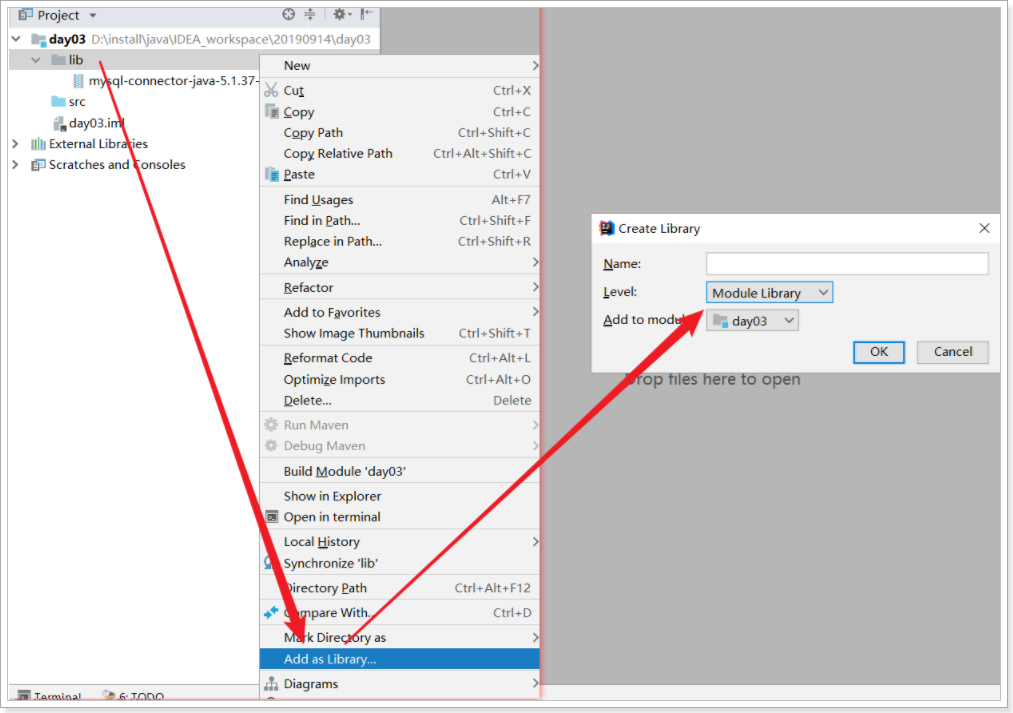 Project
day03 D:\install\java\IDEA_workspace\20190914\day03
lib
mysql-connector-java-5.1.37-
src
day03.iml
External Libraries
Scratches and Consoles
New
Cut Ctrl+X
Copy Ctrl+C
Copy Path Ctrl+Shift+C
Copy Relative Path Ctrl+Alt+Shift+C
Paste Ctrl+V
Find Usages Alt+F7
Find in Path... Ctrl+Shift+F
Replace in Path... Ctrl+Shift+R
Analyze
Refactor
Add to Favorites
Show Image Thumbnails Ctrl+Shift+T
Reformat Code Ctrl+Alt+L
Optimize Imports Ctrl+Alt+O
Delete... Delete
Run Maven
Debug Maven
Build Module 'day03'
Show in Explorer
Open in terminal
Local History
Synchronize 'lib'
Directory Path Ctrl+Alt+F12
Compare With... Ctrl+D
Mark Directory as
Add as Library...
Diagrams
Create Library
Name:
Level: Module Library
Add to module: day03
OK Cancel
Drop files here to open
Terminal 6: TODO